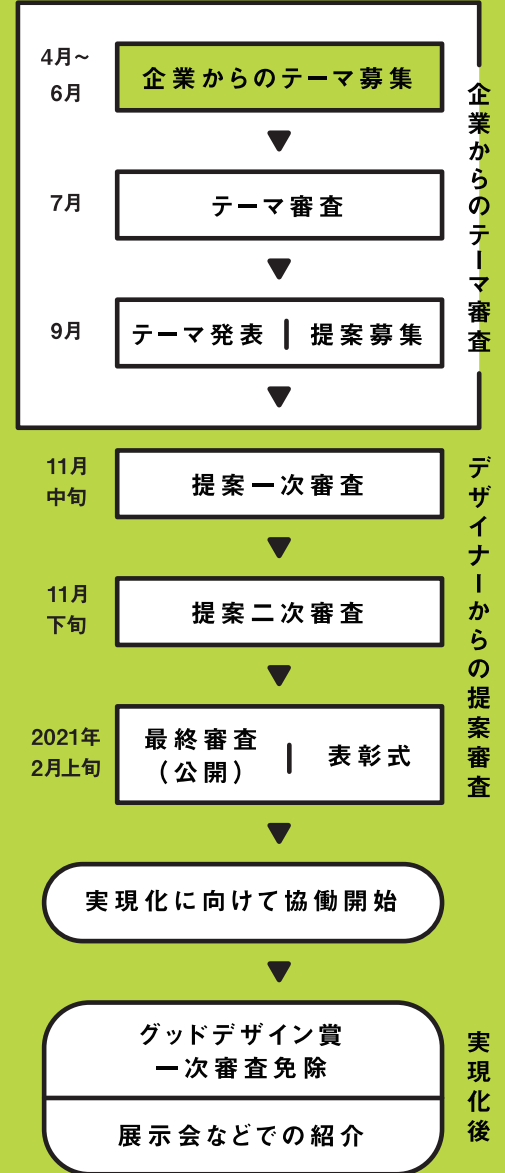 4月~
6月
企業からのテーマ募集
企業からのテーマ審査
7月
テーマ審査
9月
テーマ発表 | 提案募集
11月
中旬
提案一次審査
デザイナーからの提案審査
11月
下旬
提案二次審査
2021年
2月上旬
最終審査
(公開)
| 表彰式
実現化に向けて協働開始
グッドデザイン賞
一次審査免除
実現化後
展示会などでの紹介